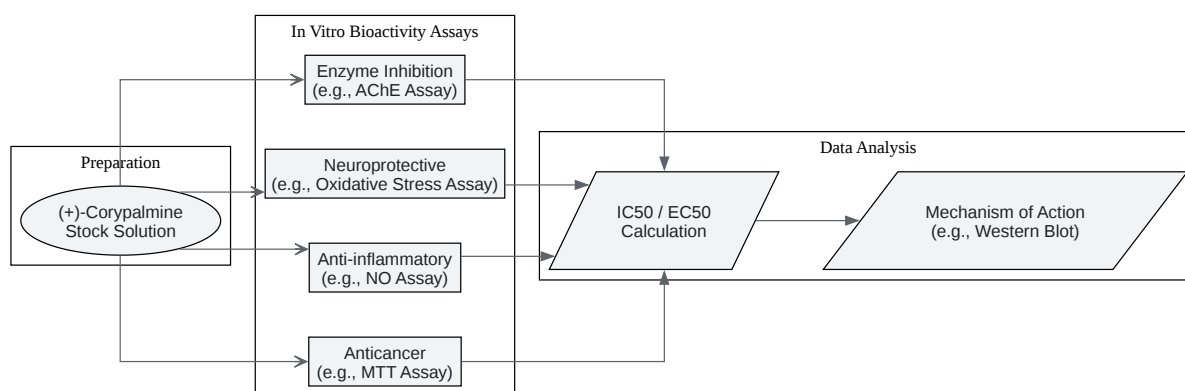 Preparation
(+)-Corypalmine
Stock Solution
In Vitro Bioactivity Assays
Enzyme Inhibition
(e.g., AChE Assay)
Neuroprotective
(e.g., Oxidative Stress Assay)
Anti-inflammatory
(e.g., NO Assay)
Anticancer
(e.g., MTT Assay)
Data Analysis
IC50 / EC50
Calculation
Mechanism of Action
(e.g., Western Blot)